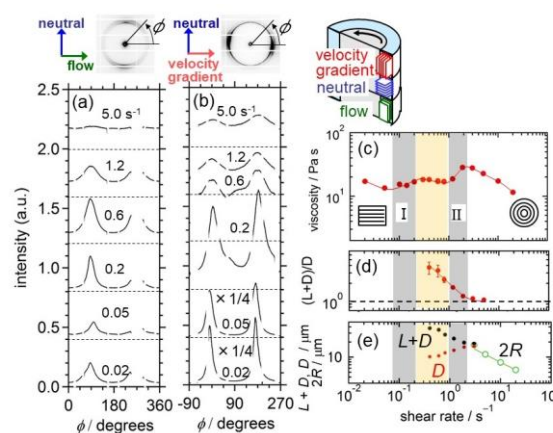 neutral
flow
ϕ
neutral
velocity
gradient
ϕ
velocity
gradient
neutral
flow
(a)
5.0 s⁻¹
1.2
0.6
0.2
0.05
0.02
intensity (a.u.)
2.5
2.0
1.5
1.0
0.5
0.0
0 90 180 360
ϕ / degrees
(b)
5.0 s⁻¹
1.2
0.6
0.2
× 1/4
0.05
× 1/4
0.02
-90 90 180 270 360
ϕ / degrees
(c)
viscosity / Pa s
10²
10¹
I
II
(d)
(L+D)/D
10⁰
(e)
L + D, D / μm
2R / μm
10
L+D
D
2R
10⁻² 10⁻¹ 10⁰ 10¹ 10²
shear rate / s⁻¹